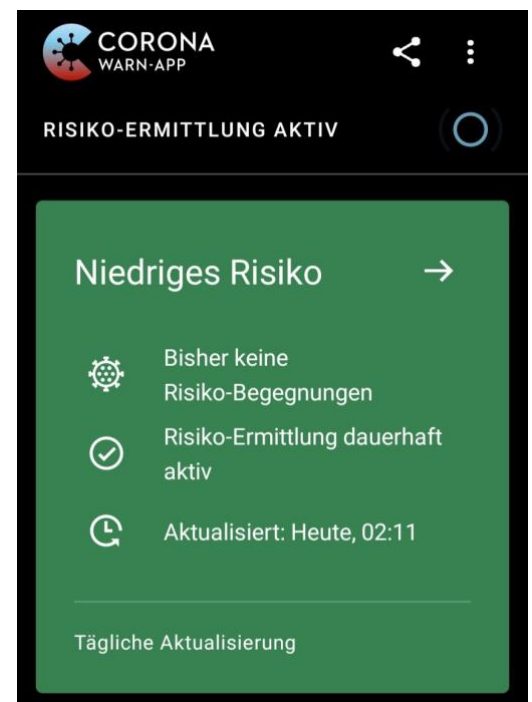 CORONA
WARN-APP
RISIKO-ERMITTLUNG AKTIV
Niedriges Risiko
Bisher keine
Risiko-Begegnungen
Risiko-Ermittlung dauerhaft
aktiv
Aktualisiert: Heute, 02:11
Tägliche Aktualisierung